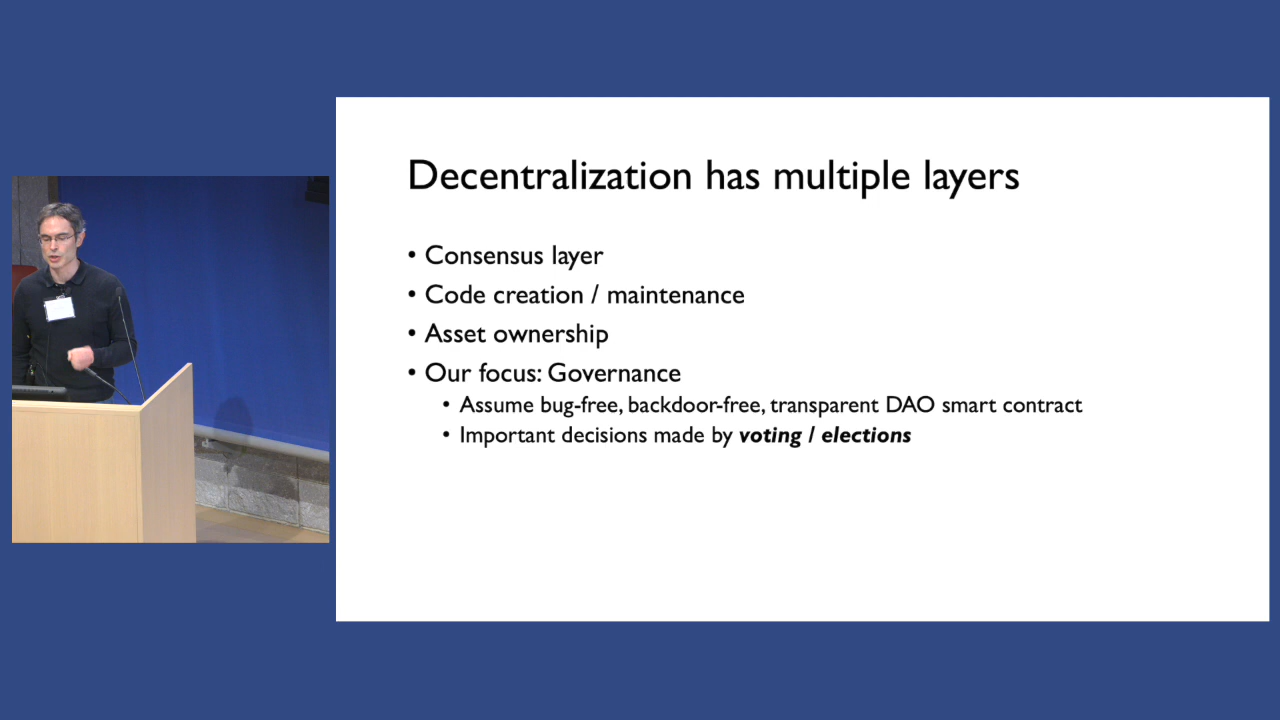 Decentralization has multiple layers
• Consensus layer
• Code creation / maintenance
• Asset ownership
• Our focus: Governance
• Assume bug-free, backdoor-free, transparent DAO smart contract
• Important decisions made by voting / elections